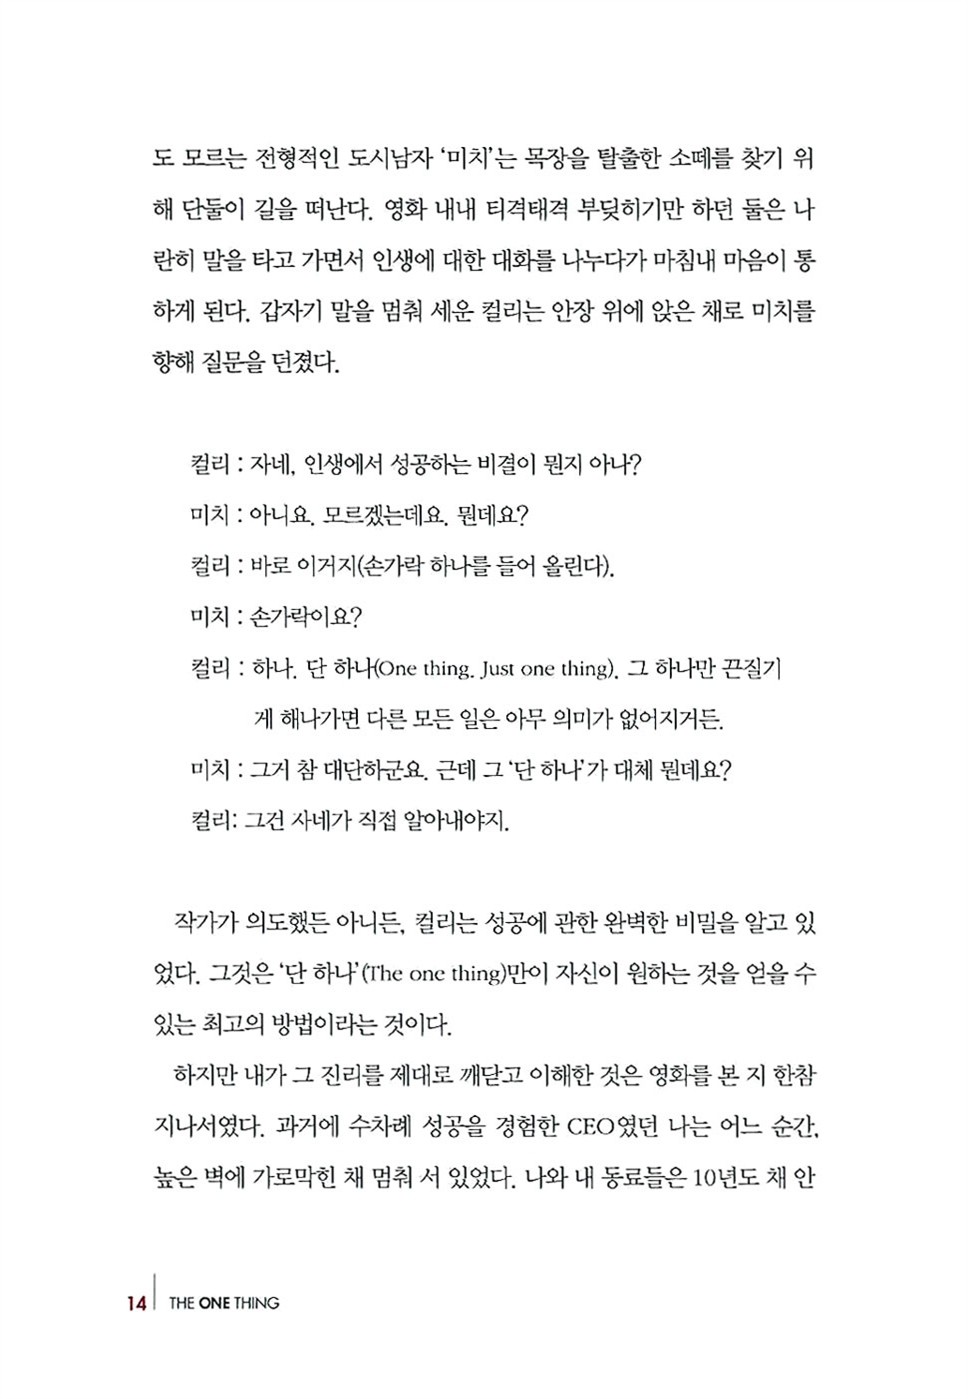 도 모르는 전형적인 도시남자 ‘미치’는 목장을 탈출한 소떼를 찾기 위
해 단둘이 길을 떠난다. 영화 내내 티격태격 부딪히기만 하던 둘은 나
란히 말을 타고 가면서 인생에 대한 대화를 나누다가 마침내 마음이 통
하게 된다. 갑자기 말을 멈춰 세운 컬리는 안장 위에 앉은 채로 미치를
향해 질문을 던졌다.
컬리 : 자네, 인생에서 성공하는 비결이 뭔지 아나?
미치 : 아니요. 모르겠는데요. 뭔데요?
컬리 : 바로 이거지(손가락 하나를 들어 올린다).
미치 : 손가락이요?
컬리 : 하나. 단 하나(One thing. Just one thing). 그 하나만 끈질기
게 해나가면 다른 모든 일은 아무 의미가 없어지거든.
미치 : 그거 참 대단하군요. 근데 그 ‘단 하나’가 대체 뭔데요?
컬리: 그건 자네가 직접 알아내야지.
작가가 의도했든 아니든, 컬리는 성공에 관한 완벽한 비밀을 알고 있
었다. 그것은 ‘단 하나’(The one thing)만이 자신이 원하는 것을 얻을 수
있는 최고의 방법이라는 것이다.
하지만 내가 그 진리를 제대로 깨닫고 이해한 것은 영화를 본 지 한참
지나서였다. 과거에 수차례 성공을 경험한 CEO였던 나는 어느 순간,
높은 벽에 가로막힌 채 멈춰 서 있었다. 나와 내 동료들은 10년도 채 안
14 THE ONE THING